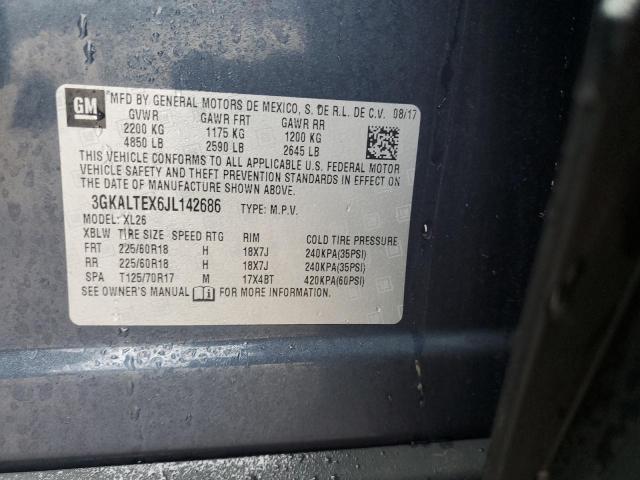 GM MFD BY GENERAL MOTORS DE MEXICO, S. DE R.L. DE C.V. 08/17
GVWR GAWR FRT GAWR RR
2200 KG 1175 KG 1200 KG
4850 LB 2590 LB 2645 LB
THIS VEHICLE CONFORMS TO ALL APPLICABLE U.S. FEDERAL MOTOR
VEHICLE SAFETY AND THEFT PREVENTION STANDARDS IN EFFECT ON
THE DATE OF MANUFACTURE SHOWN ABOVE.
3GKALTEX6JL142686 TYPE: M.P.V.
MODEL: XL26
XBLW TIRE SIZE SPEED RTG RIM COLD TIRE PRESSURE
FRT 225/60R18 H 18X7J 240KPA(35PSI)
RR 225/60R18 H 18X7J 240KPA(35PSI)
SPA T125/70R17 M 17X4BT 420KPA(60PSI)
SEE OWNER'S MANUAL FOR MORE INFORMATION.